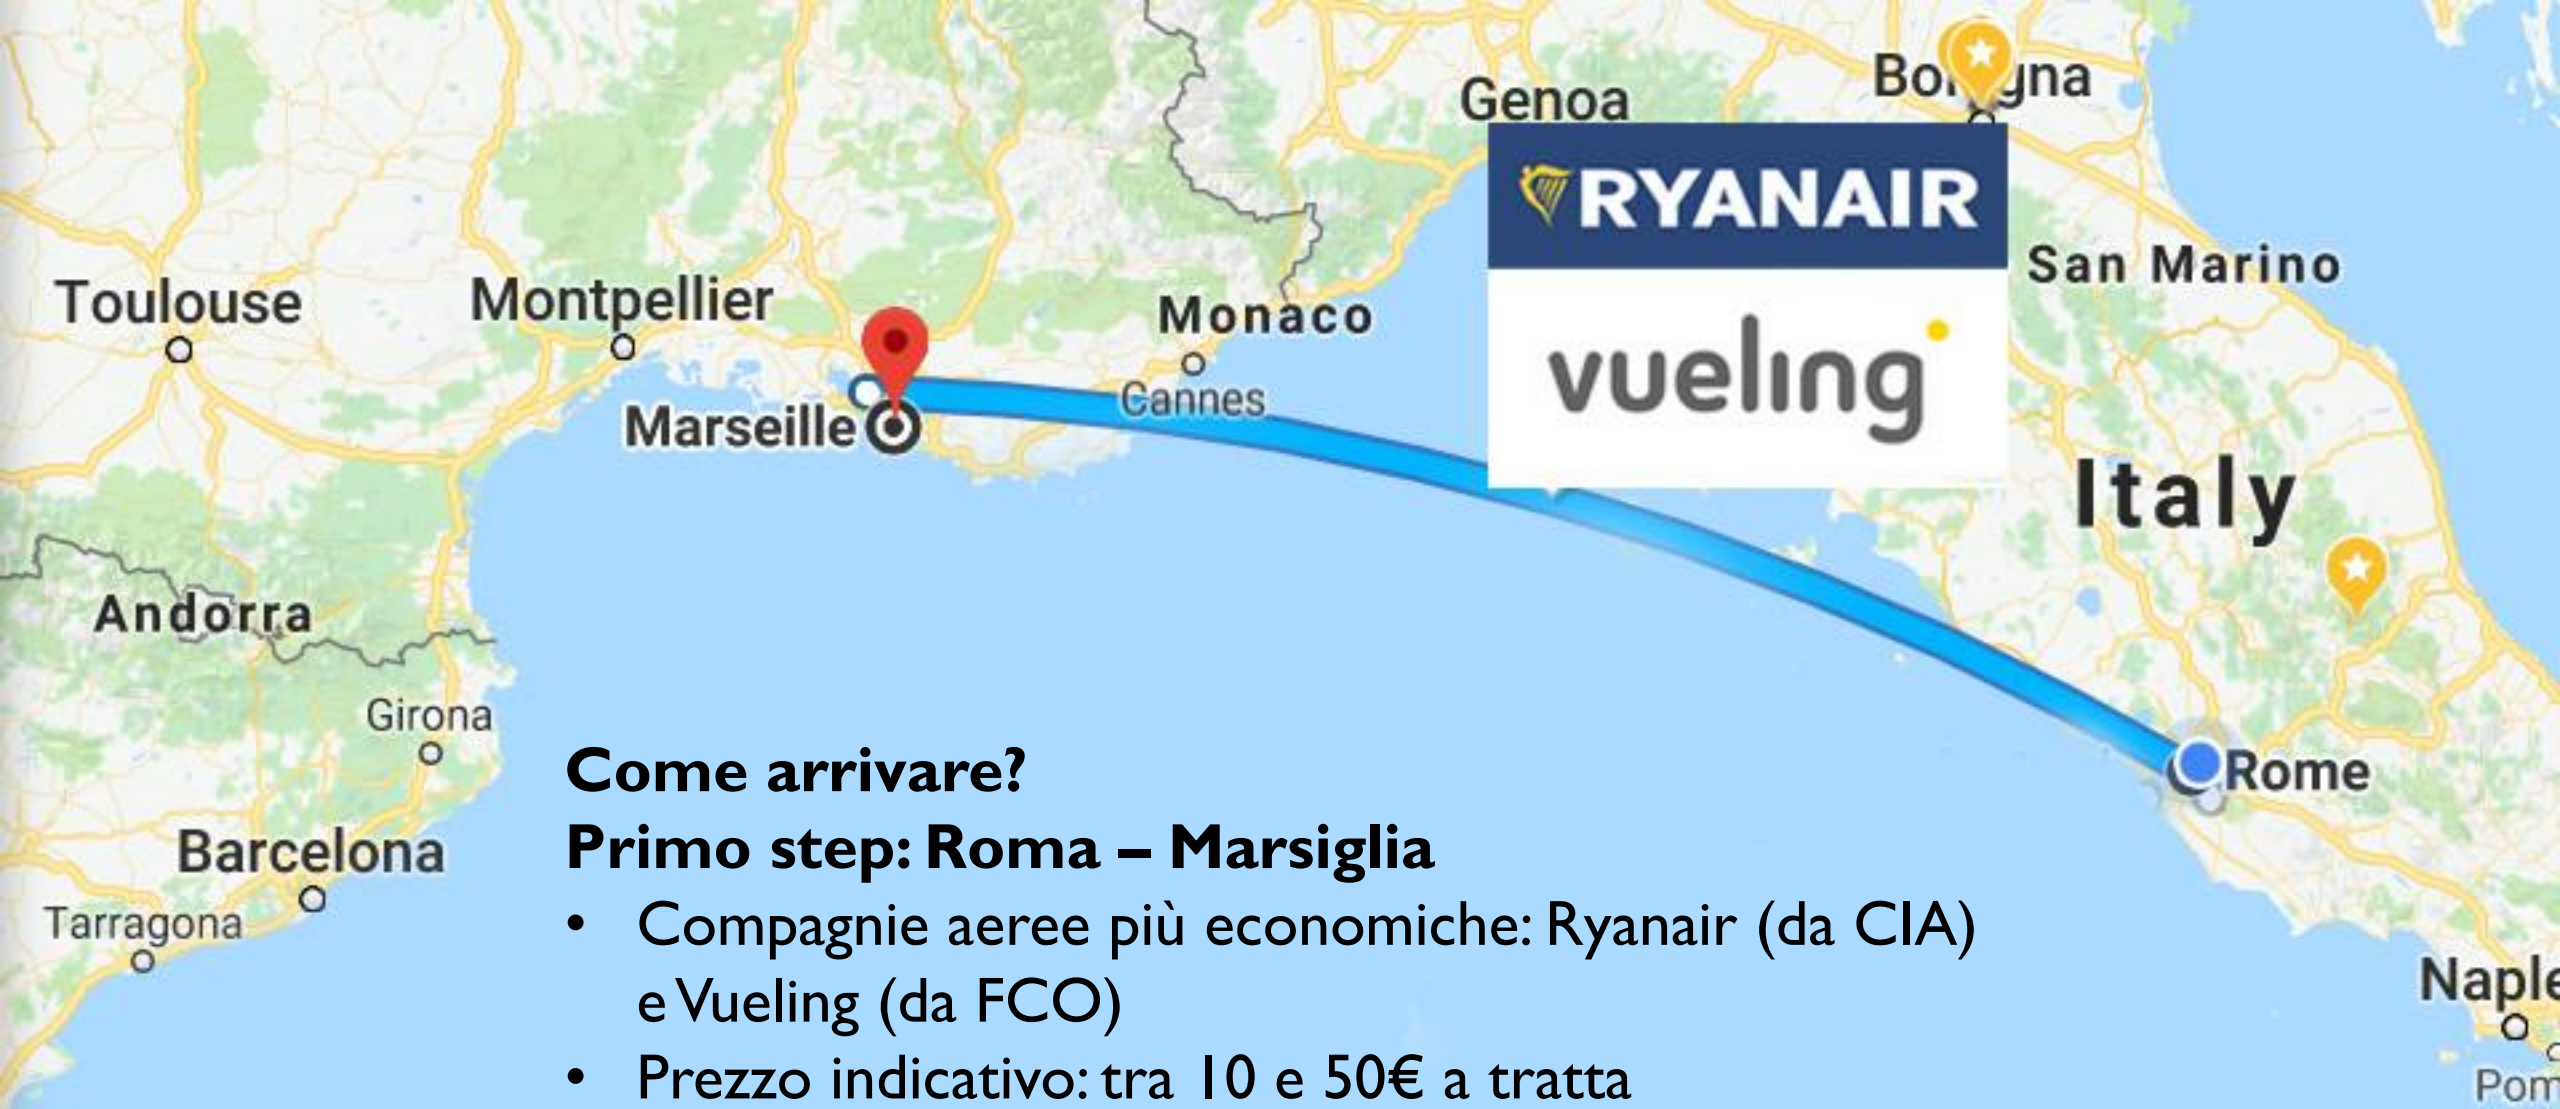 Genoa
RYANAIR
San Marino
Toulouse
Montpellier
Monaco
vueling
Cannes
Marseille
Italy
Andorra
Girona
Come arrivare?
Rome
Primo step: Roma – Marsiglia
Barcelona
• Compagnie aeree più economiche: Ryanair (da CIA)
Tarragona
e Vueling (da FCO)
• Prezzo indicativo: tra 10 e 50€ a tratta